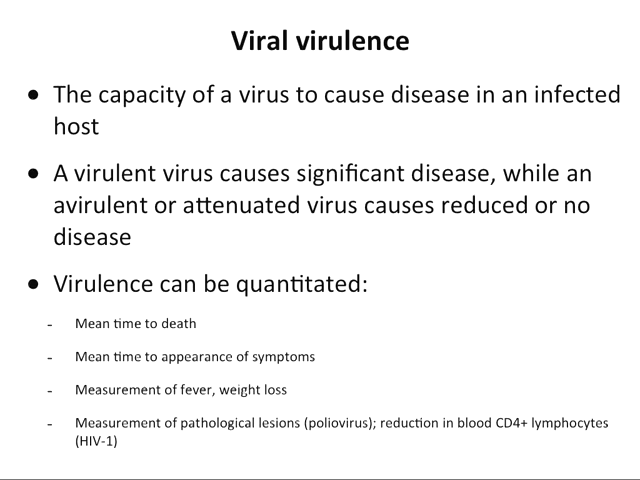 Viral virulence
● The capacity of a virus to cause disease in an infected
host
● A virulent virus causes significant disease, while an
avirulent or attenuated virus causes reduced or no
disease
● Virulence can be quantitated:
- Mean time to death
- Mean time to appearance of symptoms
- Measurement of fever, weight loss
- Measurement of pathological lesions (poliovirus); reduction in blood CD4+ lymphocytes
(HIV-1)